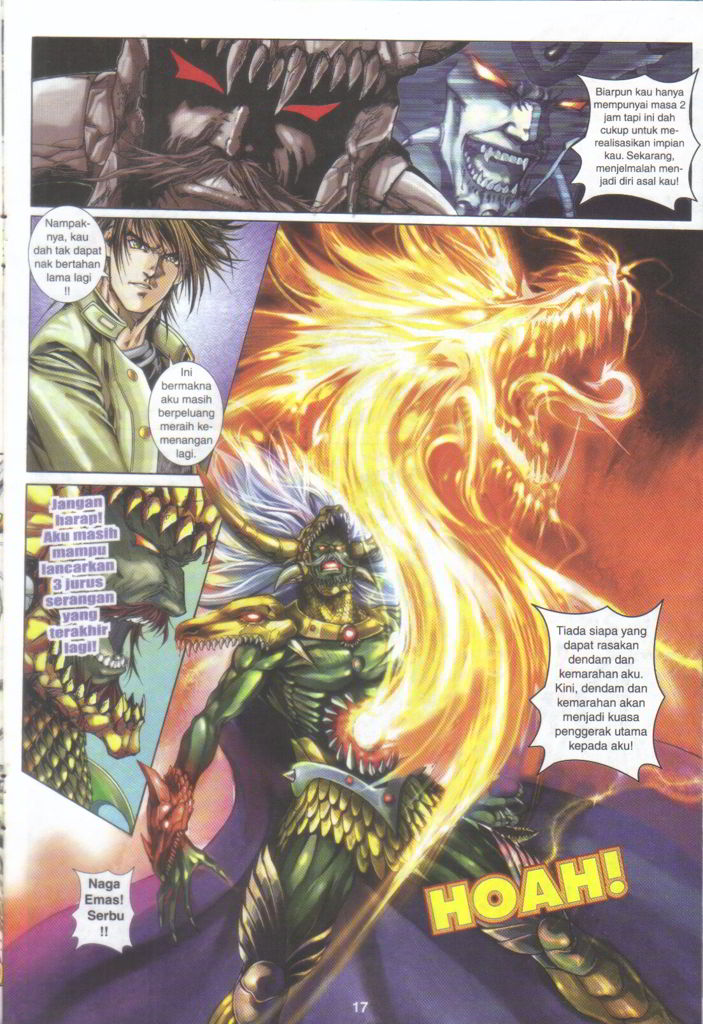 Biarpun kau hanya
mempunyai masa 2
jam tapi ini dah
cukup untuk me-
realisasikan impian
kau. Sekarang,
menjelmalah men-
jadi diri asal kau!
Nampak-
nya, kau
dah tak dapat
nak bertahan
lama lagi
!!
Ini
bermakna
aku masih
berpeluang
meraih ke-
menangan
lagi.
Jangan
harap!
Aku masih
mampu
lancarkan
3 jurus
serangan
yang
terakhir
lagi!
Tiada siapa yang
dapat rasakan
dendam dan
kemarahan aku.
Kini, dendam dan
kemarahan akan
menjadi kuasa
penggerak utama
kepada aku!
HOAH!
Naga
Emas!
Serbu
!!
17